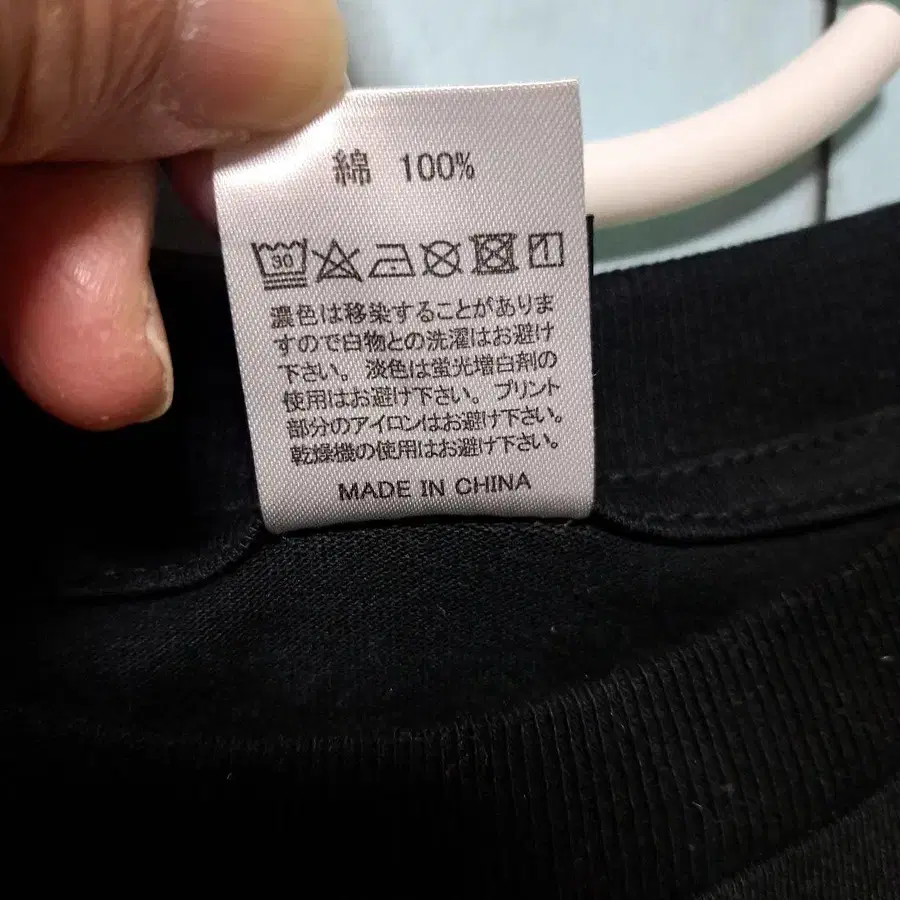 綿 100%
30
濃色は移染することがありま
すので白物との洗濯はお避け
下さい。淡色は蛍光増白剤の
使用はお避け下さい。プリント
部分のアイロンはお避け下さい。
乾燥機の使用はお避け下さい。
MADE IN CHINA